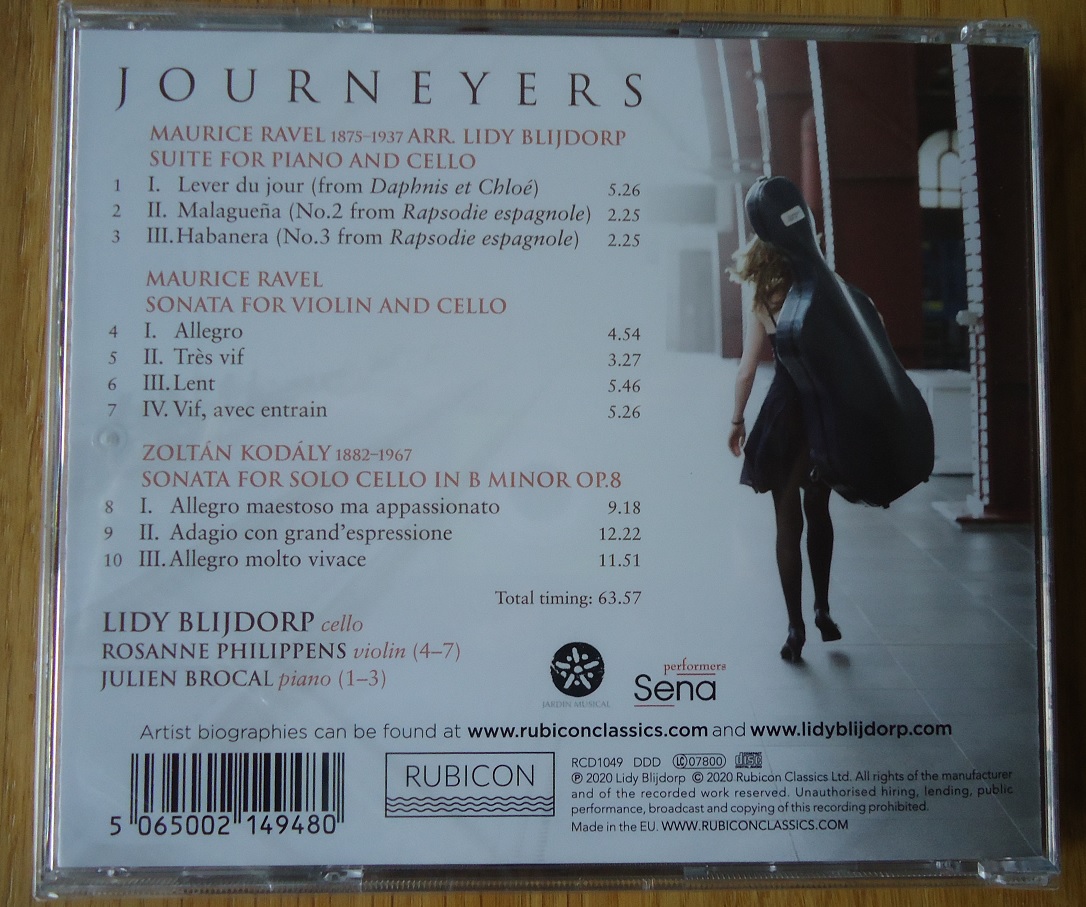 JOURNEYERS
MAURICE RAVEL 1875–1937 ARR. LIDY BLIJDORP
SUITE FOR PIANO AND CELLO
1 I. Lever du jour (from Daphnis et Chloé) 5.26
2 II. Malagueña (No.2 from Rapsodie espagnole) 2.25
3 III. Habanera (No.3 from Rapsodie espagnole) 2.25
MAURICE RAVEL
SONATA FOR VIOLIN AND CELLO
4 I. Allegro 4.54
5 II. Très vif 3.27
6 III. Lent 5.46
7 IV. Vif, avec entrain 5.26
ZOLTÁN KODÁLY 1882–1967
SONATA FOR SOLO CELLO IN B MINOR OP.8
8 I. Allegro maestoso ma appassionato 9.18
9 II. Adagio con grand'espressione 12.22
10 III. Allegro molto vivace 11.51
Total timing: 63.57
LIDY BLIJDORP cello
ROSANNE PHILIPPENS violin (4–7)
JULIEN BROCAL piano (1–3)
JARDIN MUSICAL
performers
Sena
Artist biographies can be found at www.rubiconclassics.com and www.lidyblijdorp.com
5 065002 149480
RUBICON
RCD1049 DDD LC 07800
℗ 2020 Lidy Blijdorp © 2020 Rubicon Classics Ltd. All rights of the manufacturer
and of the recorded work reserved. Unauthorised hiring, lending, public
performance, broadcast and copying of this recording prohibited.
Made in the EU. WWW.RUBICONCLASSICS.COM